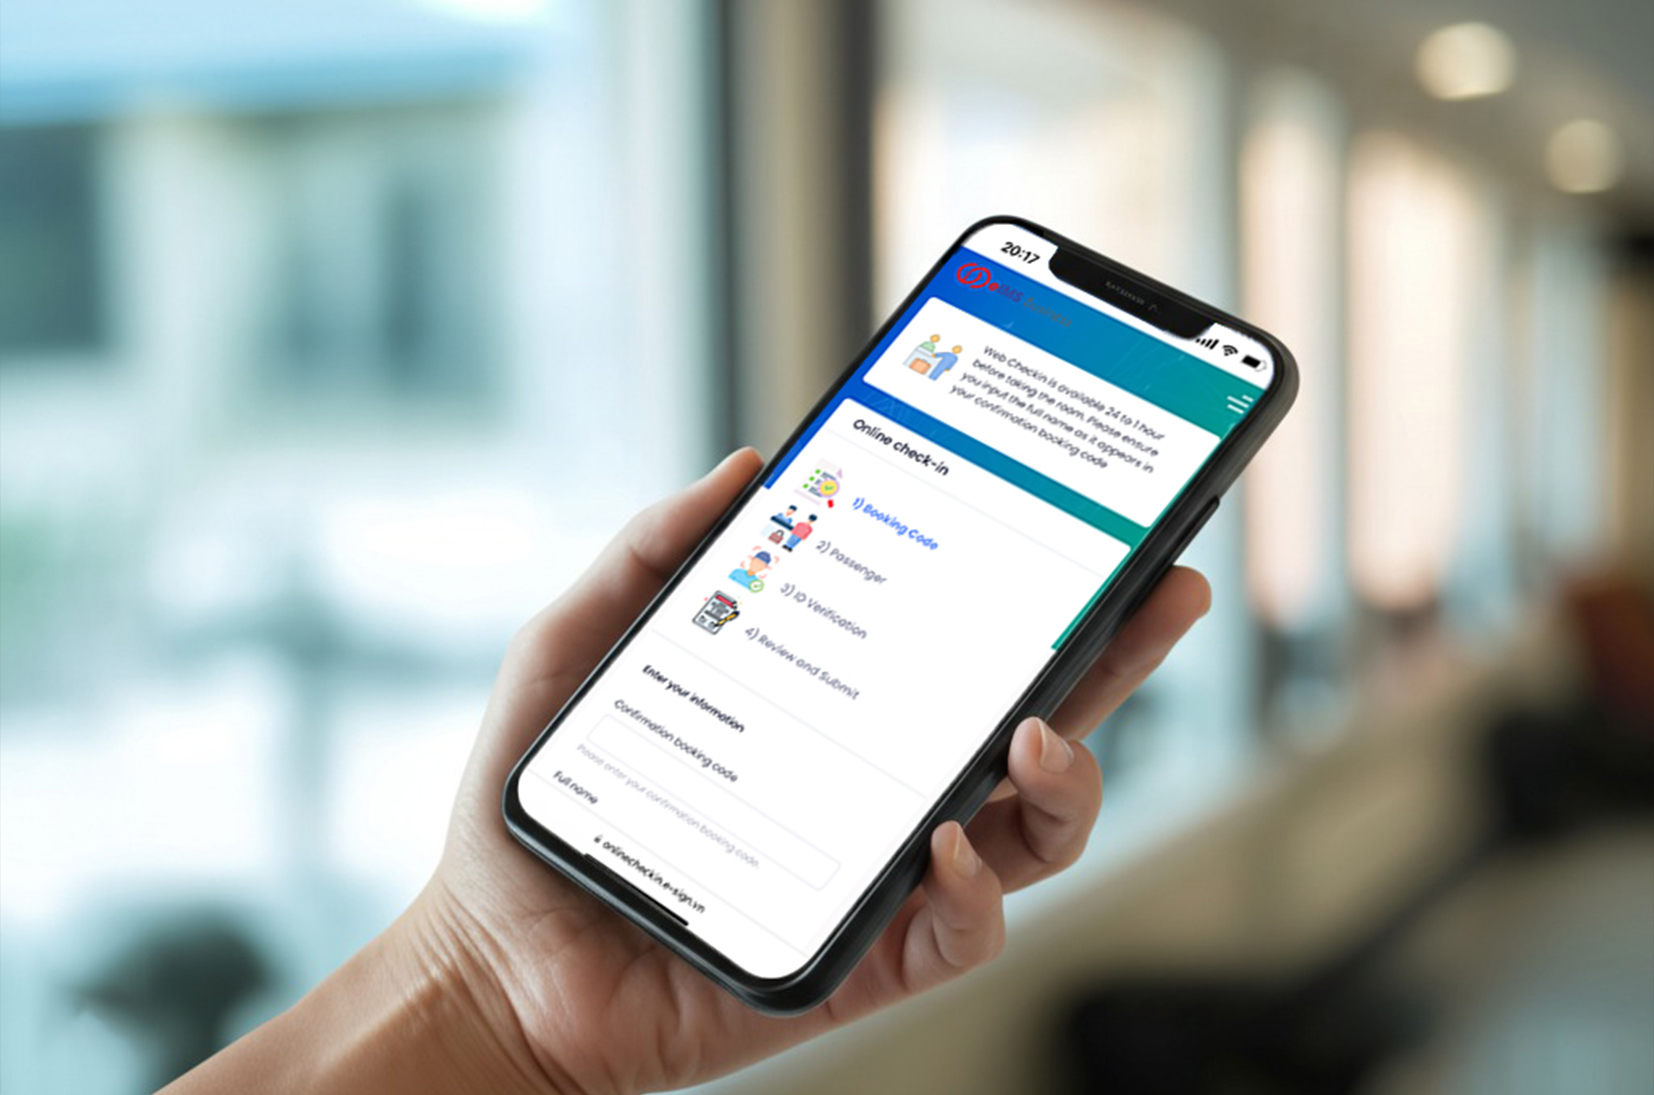 20:17
eIMS
Web Checkin is available 24 to 1 hour
before taking the room. Please ensure
you input the full name as it appears in
your confirmation booking code
Online check-in
1) Booking Code
2) Passenger
3) ID Verification
4) Review and Submit
Enter your information
Confirmation booking code
Please enter your confirmation booking code.
Full name
onlinecheckin.e-sign.vn